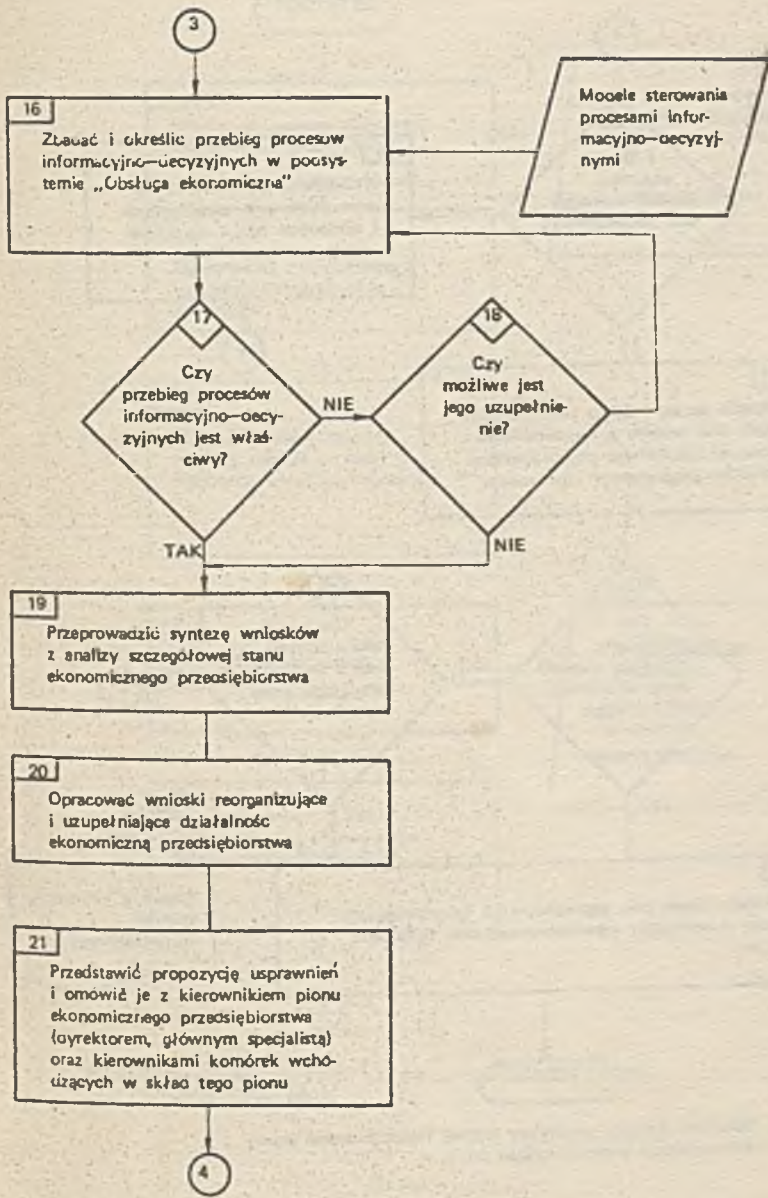 3
16
Zbadać i określic przebieg procesow
informacyjno—decyzyjnych w podsys-
temie „Obsługa ekonomiczna”
Modele sterowania
procesami infor-
macyjno—decyzyj-
nymi
17
Czy
przebieg procesów
informacyjno—decy-
zyjnych jest właś-
ciwy?
NIE
18
Czy
możliwe jest
jego uzupełnie-
nie?
TAK
NIE
19
Przeprowadzić syntezę wniosków
z analizy szczegółowej stanu
ekonomicznego przedsiębiorstwa
20
Opracować wnioski reorganizujące
i uzupełniające działalnośc
ekonomiczną przedsiębiorstwa
21
Przedstawić propozycję usprawnień
i omówić je z kierownikiem pionu
ekonomicznego przedsiębiorstwa
(dyrektorem, głównym specjalistą)
oraz kierownikami komórek wcho-
dzących w skład tego pionu
4